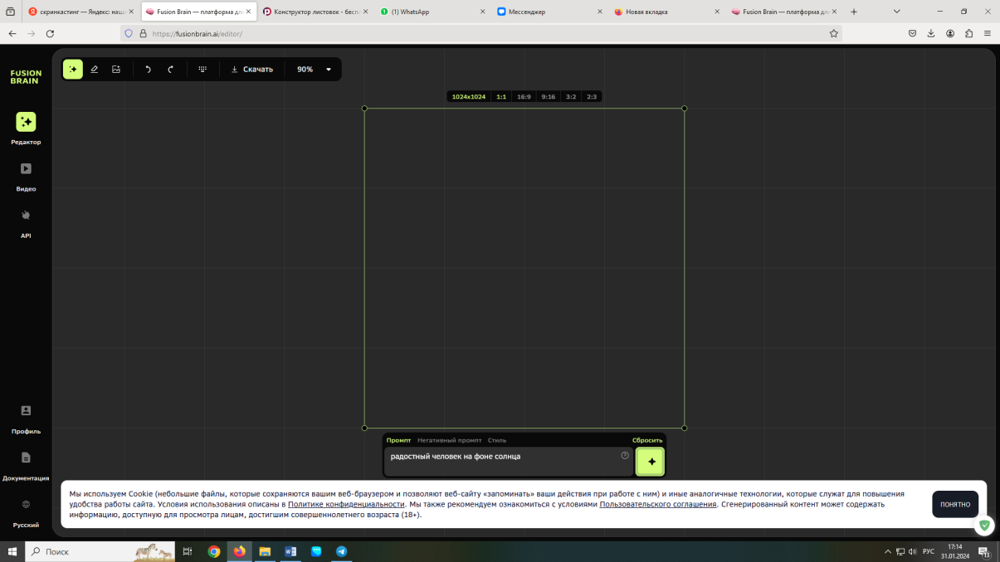 скринкастинг — Яндекс: наш
Fusion Brain — платформа дл
Конструктор листовок - бесп
(1) WhatsApp
Мессенджер
Новая вкладка
Fusion Brain — платформа дл
https://fusionbrain.ai/editor/
FUSION
BRAIN
Скачать
90%
1024x1024 1:1 16:9 9:16 3:2 2:3
Редактор
Видео
API
Профиль
Документация
Русский
Промпт Негативный промпт Стиль Сбросить
радостный человек на фоне солнца
Мы используем Cookie (небольшие файлы, которые сохраняются вашим веб-браузером и позволяют веб-сайту «запоминать» ваши действия при работе с ним) и иные аналогичные технологии, которые служат для повышения
удобства работы сайта. Условия использования описаны в Политике конфиденциальности. Мы также рекомендуем ознакомиться с условиями Пользовательского соглашения. Сгенерированный контент может содержать
информацию, доступную для просмотра лицам, достигшим совершеннолетнего возраста (18+).
ПОНЯТНО
Поиск
РУС
17:14
31.01.2024
13